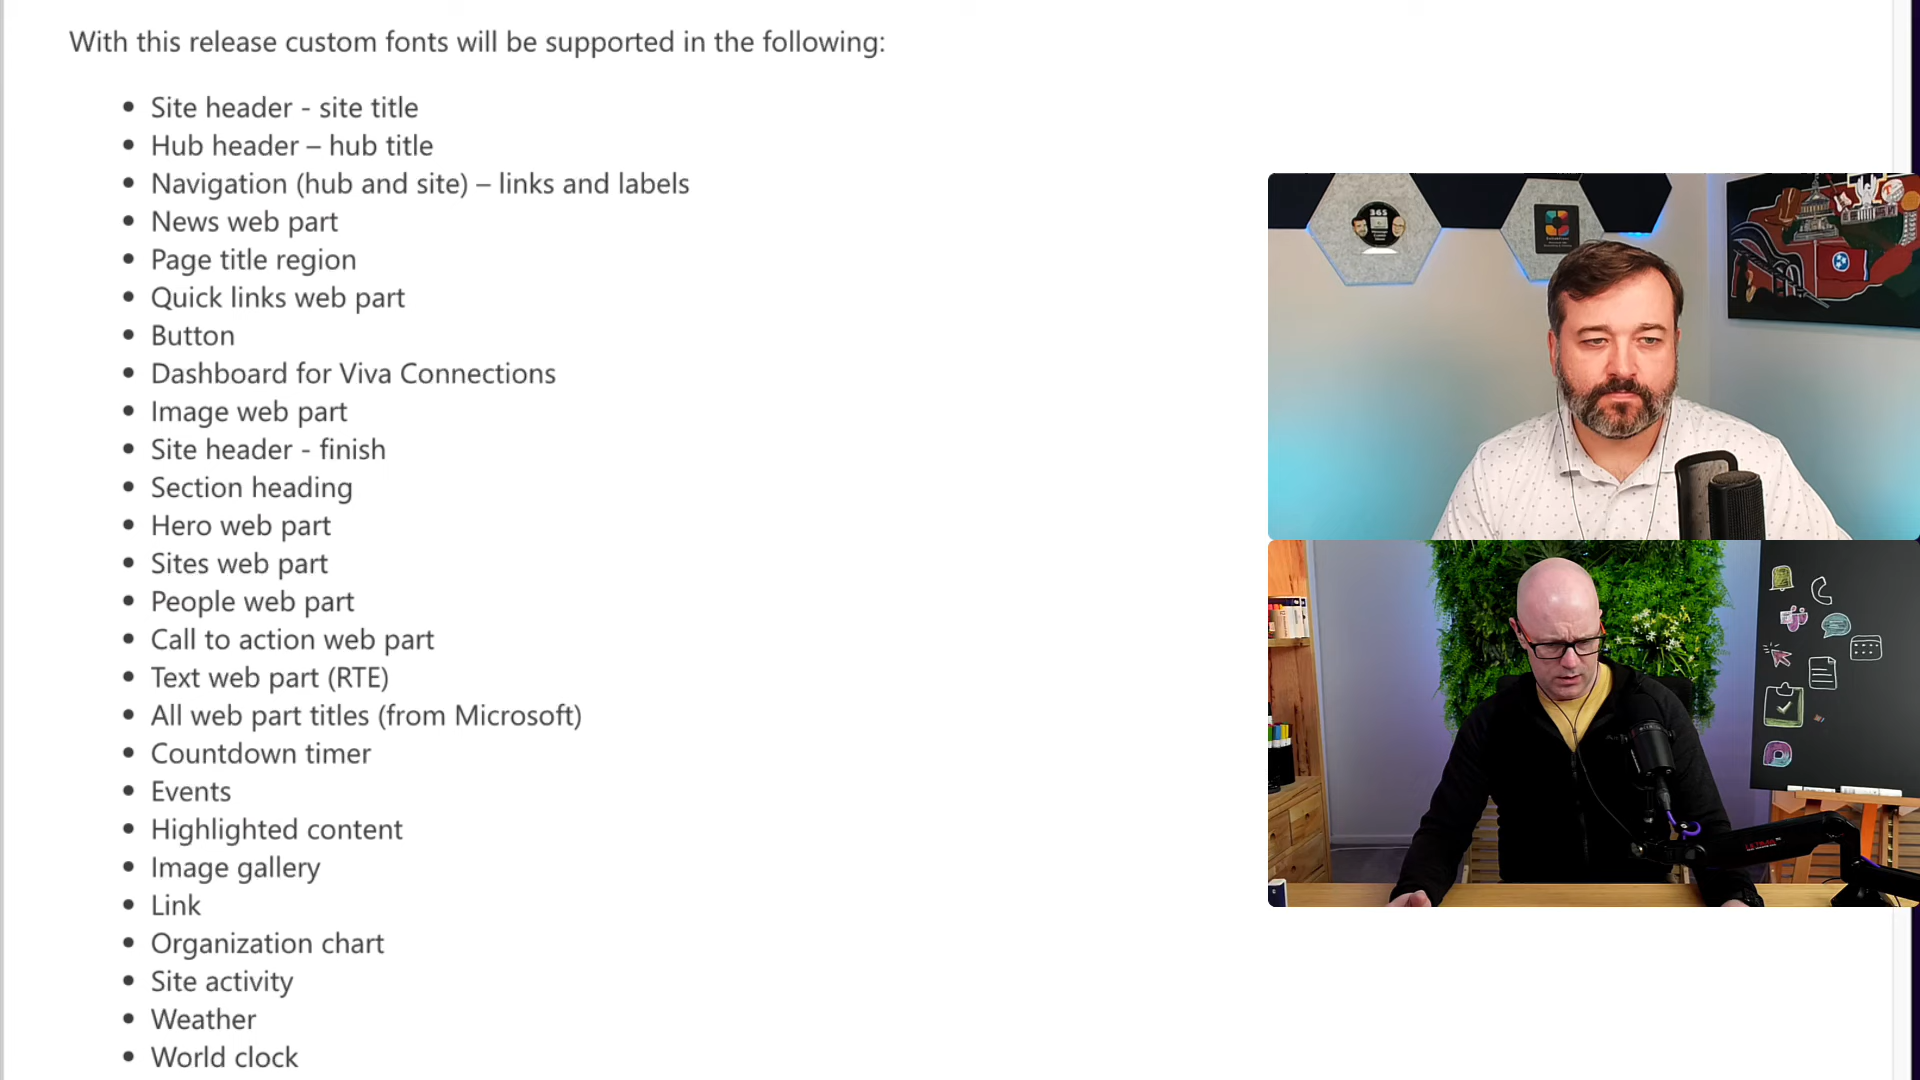 With this release custom fonts will be supported in the following:
• Site header - site title
• Hub header – hub title
• Navigation (hub and site) – links and labels
• News web part
• Page title region
• Quick links web part
• Button
• Dashboard for Viva Connections
• Image web part
• Site header - finish
• Section heading
• Hero web part
• Sites web part
• People web part
• Call to action web part
• Text web part (RTE)
• All web part titles (from Microsoft)
• Countdown timer
• Events
• Highlighted content
• Image gallery
• Link
• Organization chart
• Site activity
• Weather
• World clock
365